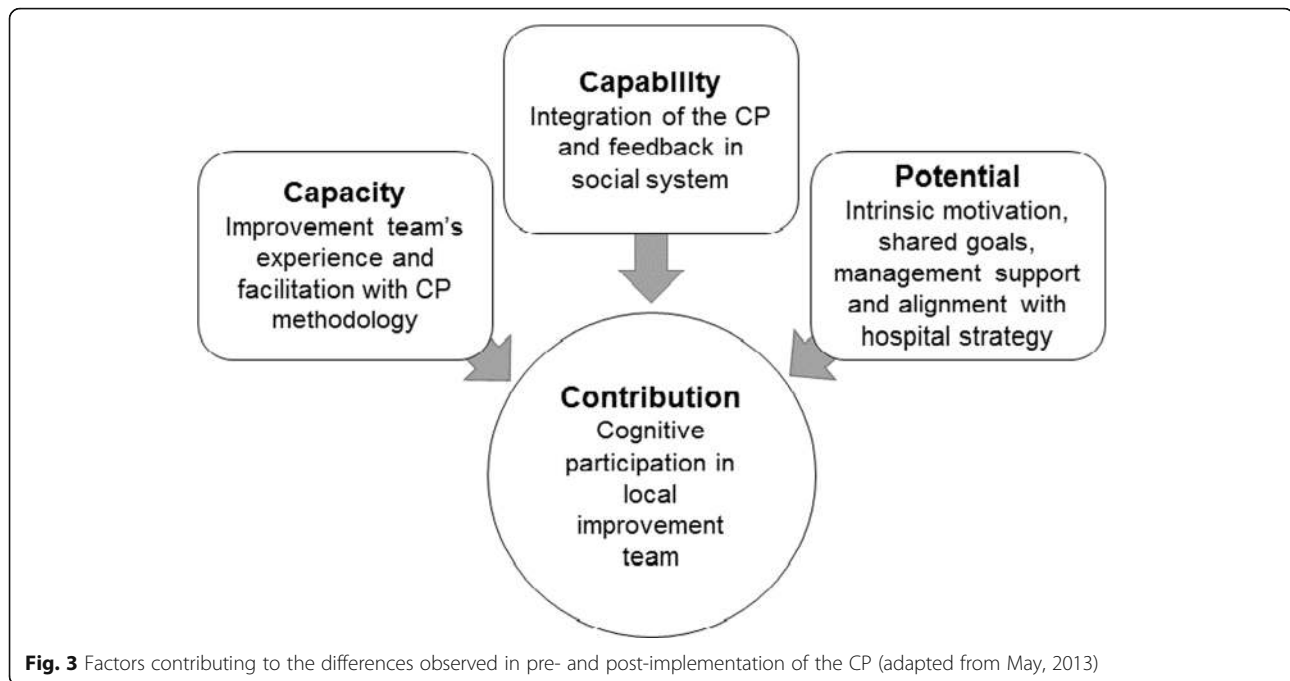 Capability
Integration of the CP
and feedback in
social system
Capacity
Improvement team's
experience and
facilitation with CP
methodology
Potential
Intrinsic motivation,
shared goals,
management support
and alignment with
hospital strategy
Contribution
Cognitive
participation in
local
improvement
team
Fig. 3 Factors contributing to the differences observed in pre- and post-implementation of the CP (adapted from May, 2013)